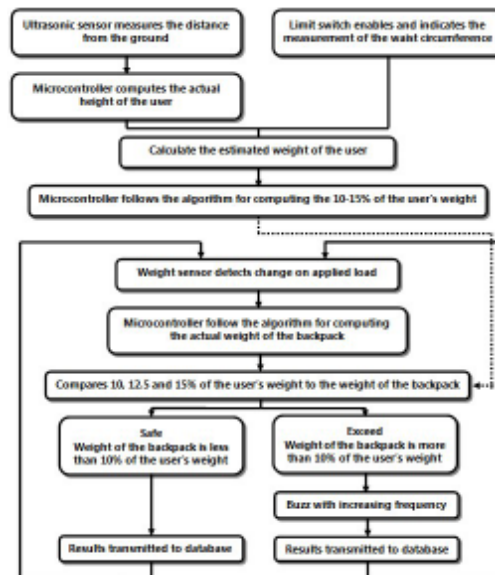 Ultrasonic sensor measures the distance
from the ground
Limit switch enables and indicates the
measurement of the waist circumference
Microcontroller computes the actual
height of the user
Calculate the estimated weight of the user
Microcontroller follows the algorithm for computing the 10-15% of the user's weight
Weight sensor detects change on applied load
Microcontroller follow the algorithm for computing
the actual weight of the backpack
Compares 10, 12.5 and 15% of the user's weight to the weight of the backpack
Safe
Weight of the backpack is less
than 10% of the user's weight
Exceed
Weight of the backpack is more
than 10% of the user's weight
Buzz with increasing frequency
Results transmitted to database
Results transmitted to database